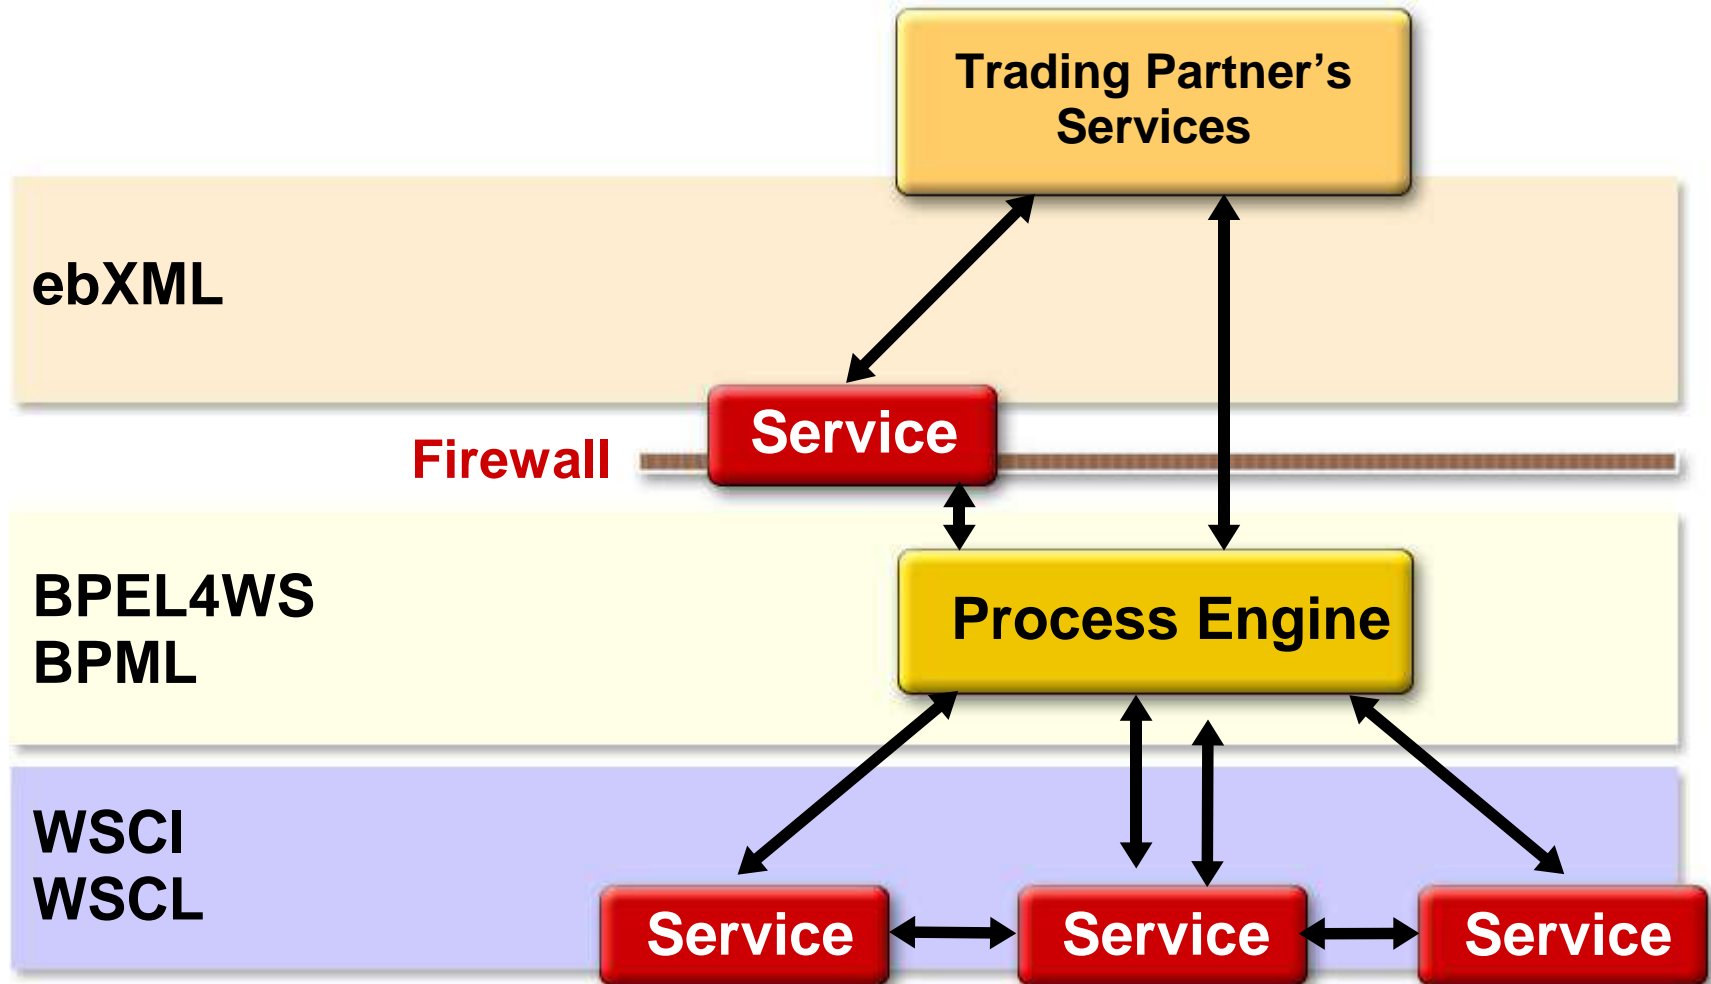 Trading Partner’s
Services
ebXML
Service
Firewall
BPEL4WS
BPML
Process Engine
WSCI
WSCL
Service
Service
Service